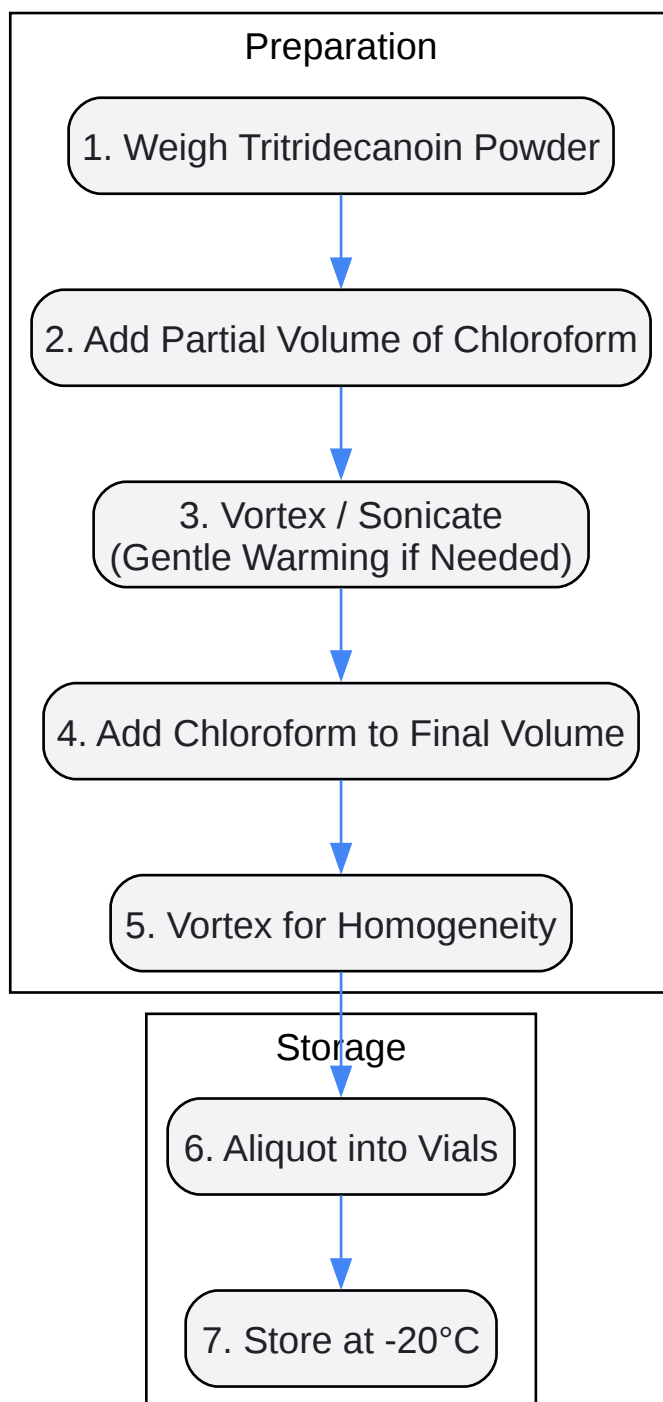 Preparation
1. Weigh Tritridecanoin Powder
2. Add Partial Volume of Chloroform
3. Vortex / Sonicate
(Gentle Warming if Needed)
4. Add Chloroform to Final Volume
5. Vortex for Homogeneity
Storage
6. Aliquot into Vials
7. Store at -20°C